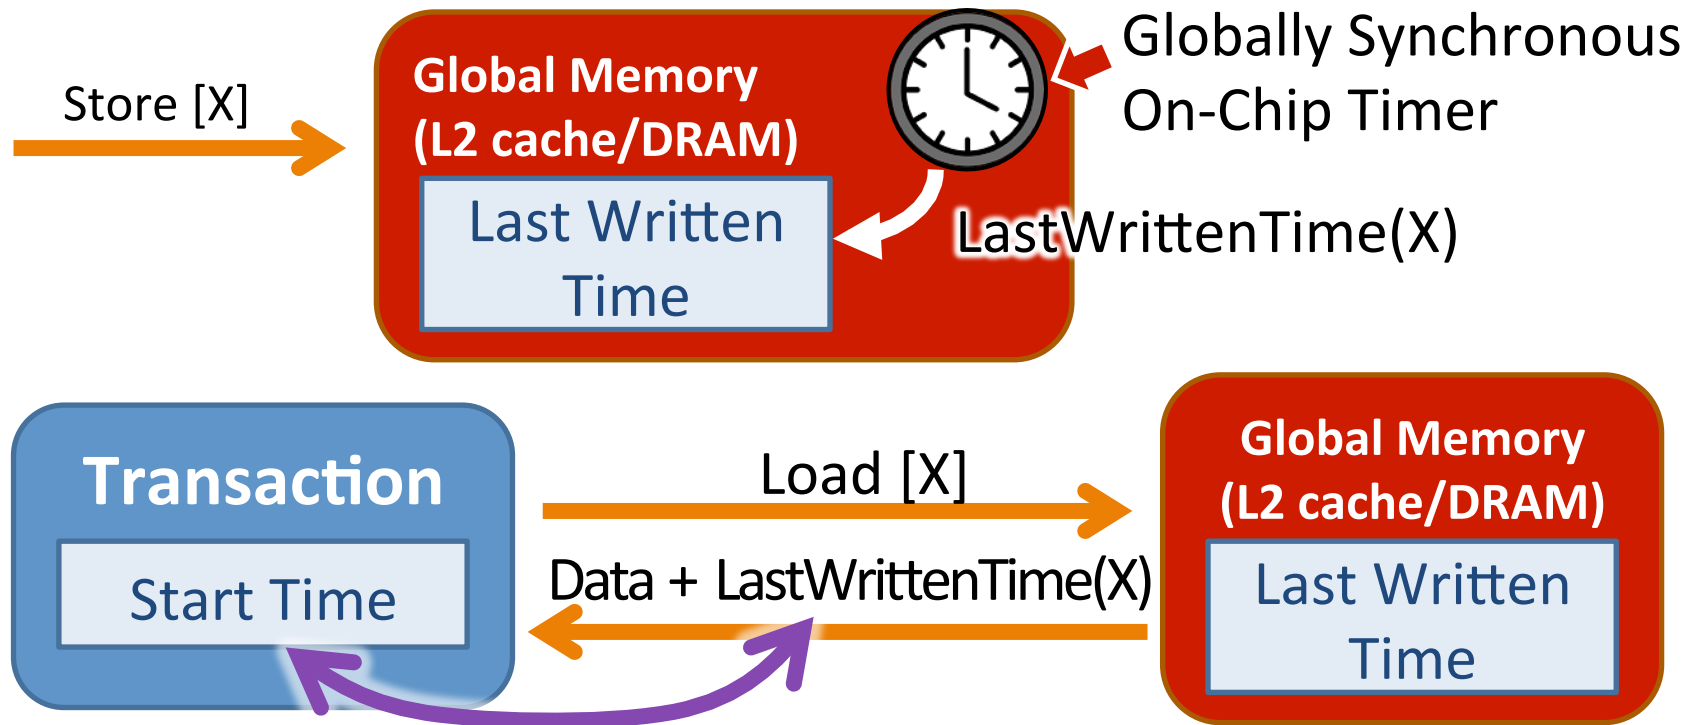 Store [X]
Global Memory
(L2 cache/DRAM)
Globally Synchronous
On-Chip Timer
Last Written
Time
LastWrittenTime(X)
Transaction
Start Time
Load [X]
Data + LastWrittenTime(X)
Global Memory
(L2 cache/DRAM)
Last Written
Time